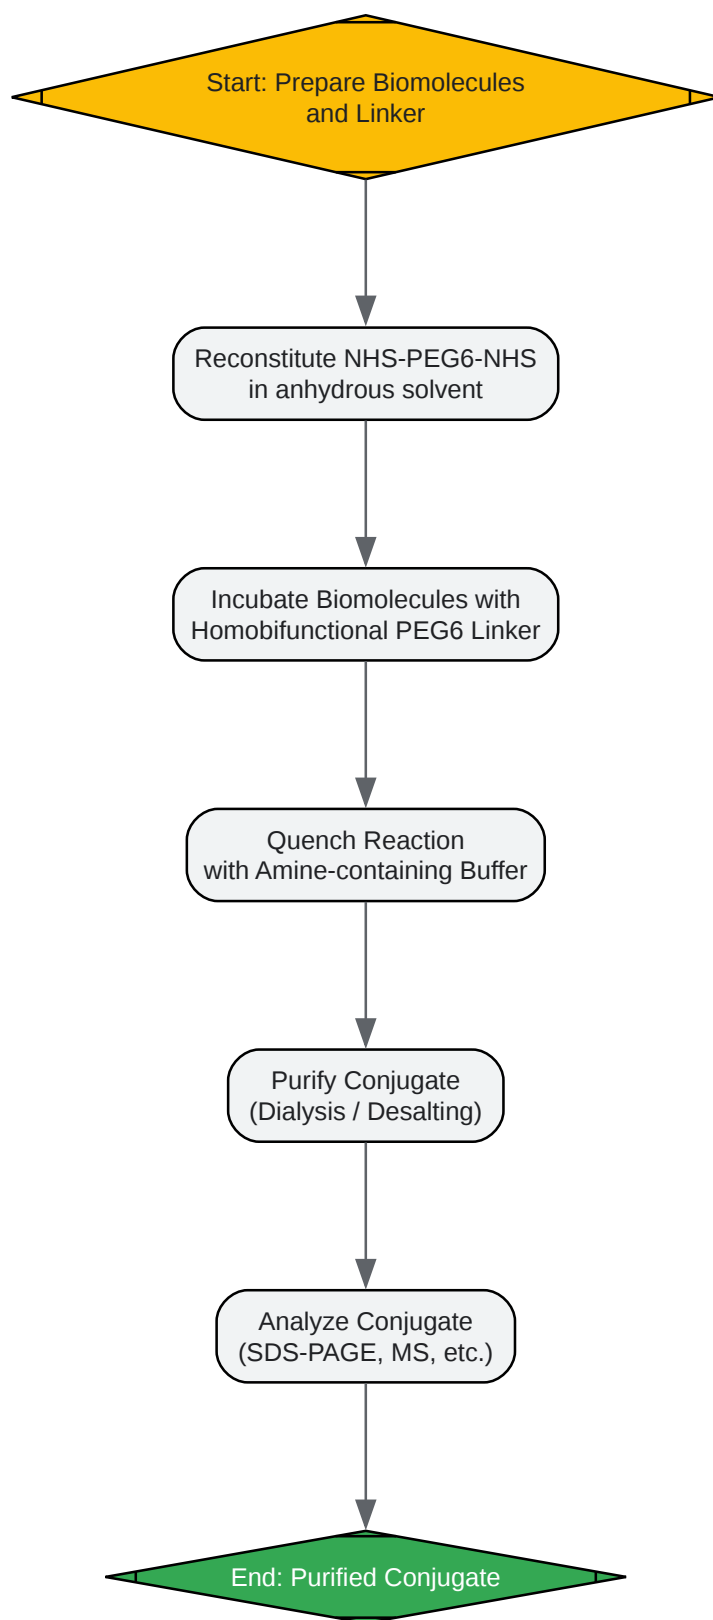 Start: Prepare Biomolecules
and Linker
Reconstitute NHS-PEG6-NHS
in anhydrous solvent
Incubate Biomolecules with
Homobifunctional PEG6 Linker
Quench Reaction
with Amine-containing Buffer
Purify Conjugate
(Dialysis / Desalting)
Analyze Conjugate
(SDS-PAGE, MS, etc.)
End: Purified Conjugate